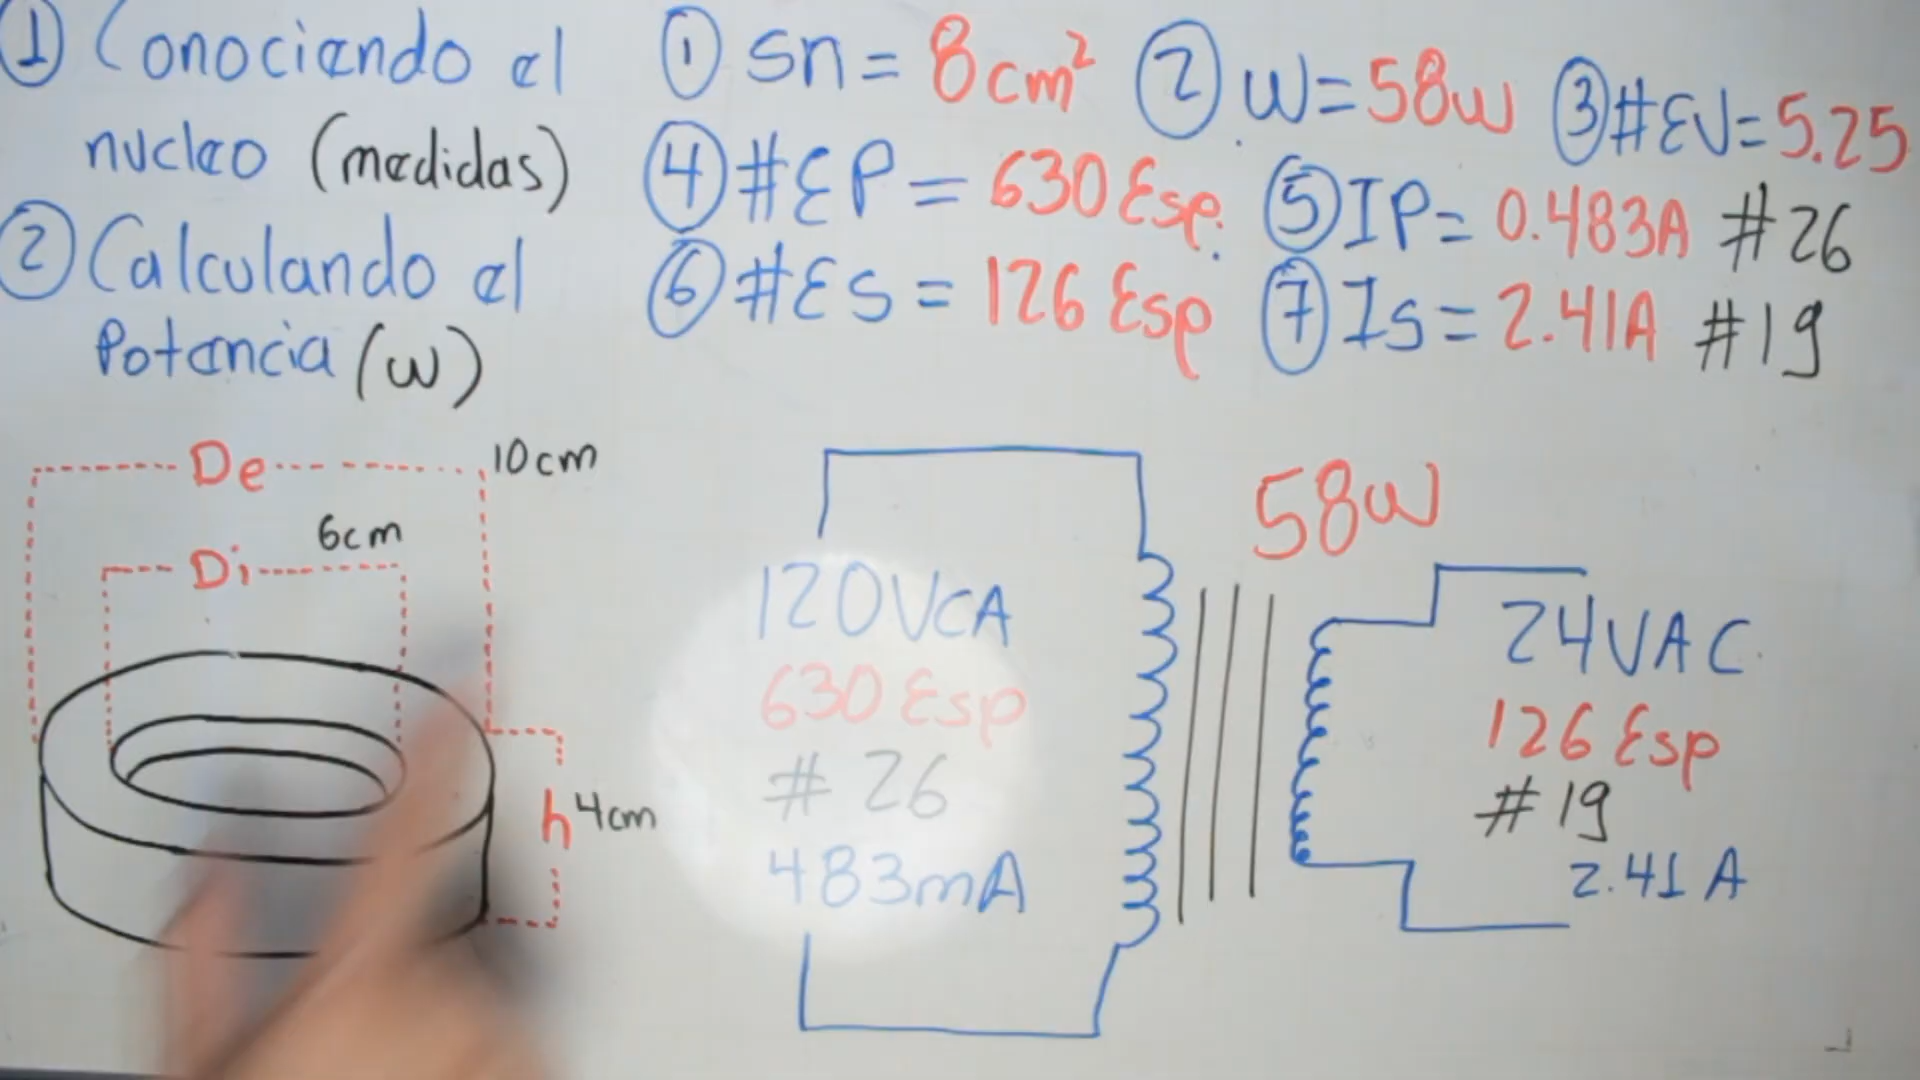 ① Conociendo el
nucleo (medidas)
② Calculando el
Potencia (w)
① Sn = 8cm²
② W=58w
③ #EV=5.25
④ #EP = 630 Esp.
⑤ IP= 0.483A #26
⑥ #ES = 126 Esp
⑦ Is = 2.41A #19
De 10cm
6cm
Di
h 4cm
120VCA
630 Esp
# 26
483mA
58w
24VAC
126 Esp
# 19
2.41 A